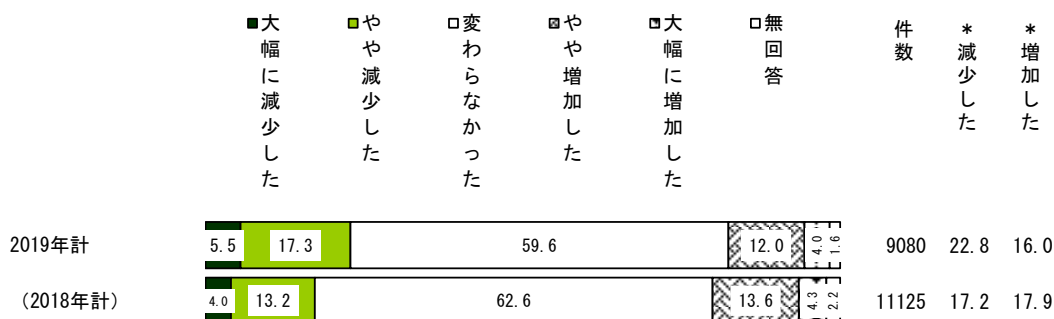 ■大幅に減少した
■やや減少した
□変わらなかった
やや増加した
大幅に増加した
□無回答
件数
*減少した
*増加した
2019年計 5.5 17.3 59.6 12.0 4.0 1.6 9080 22.8 16.0
(2018年計) 4.0 13.2 62.6 13.6 4.3 2.2 11125 17.2 17.9